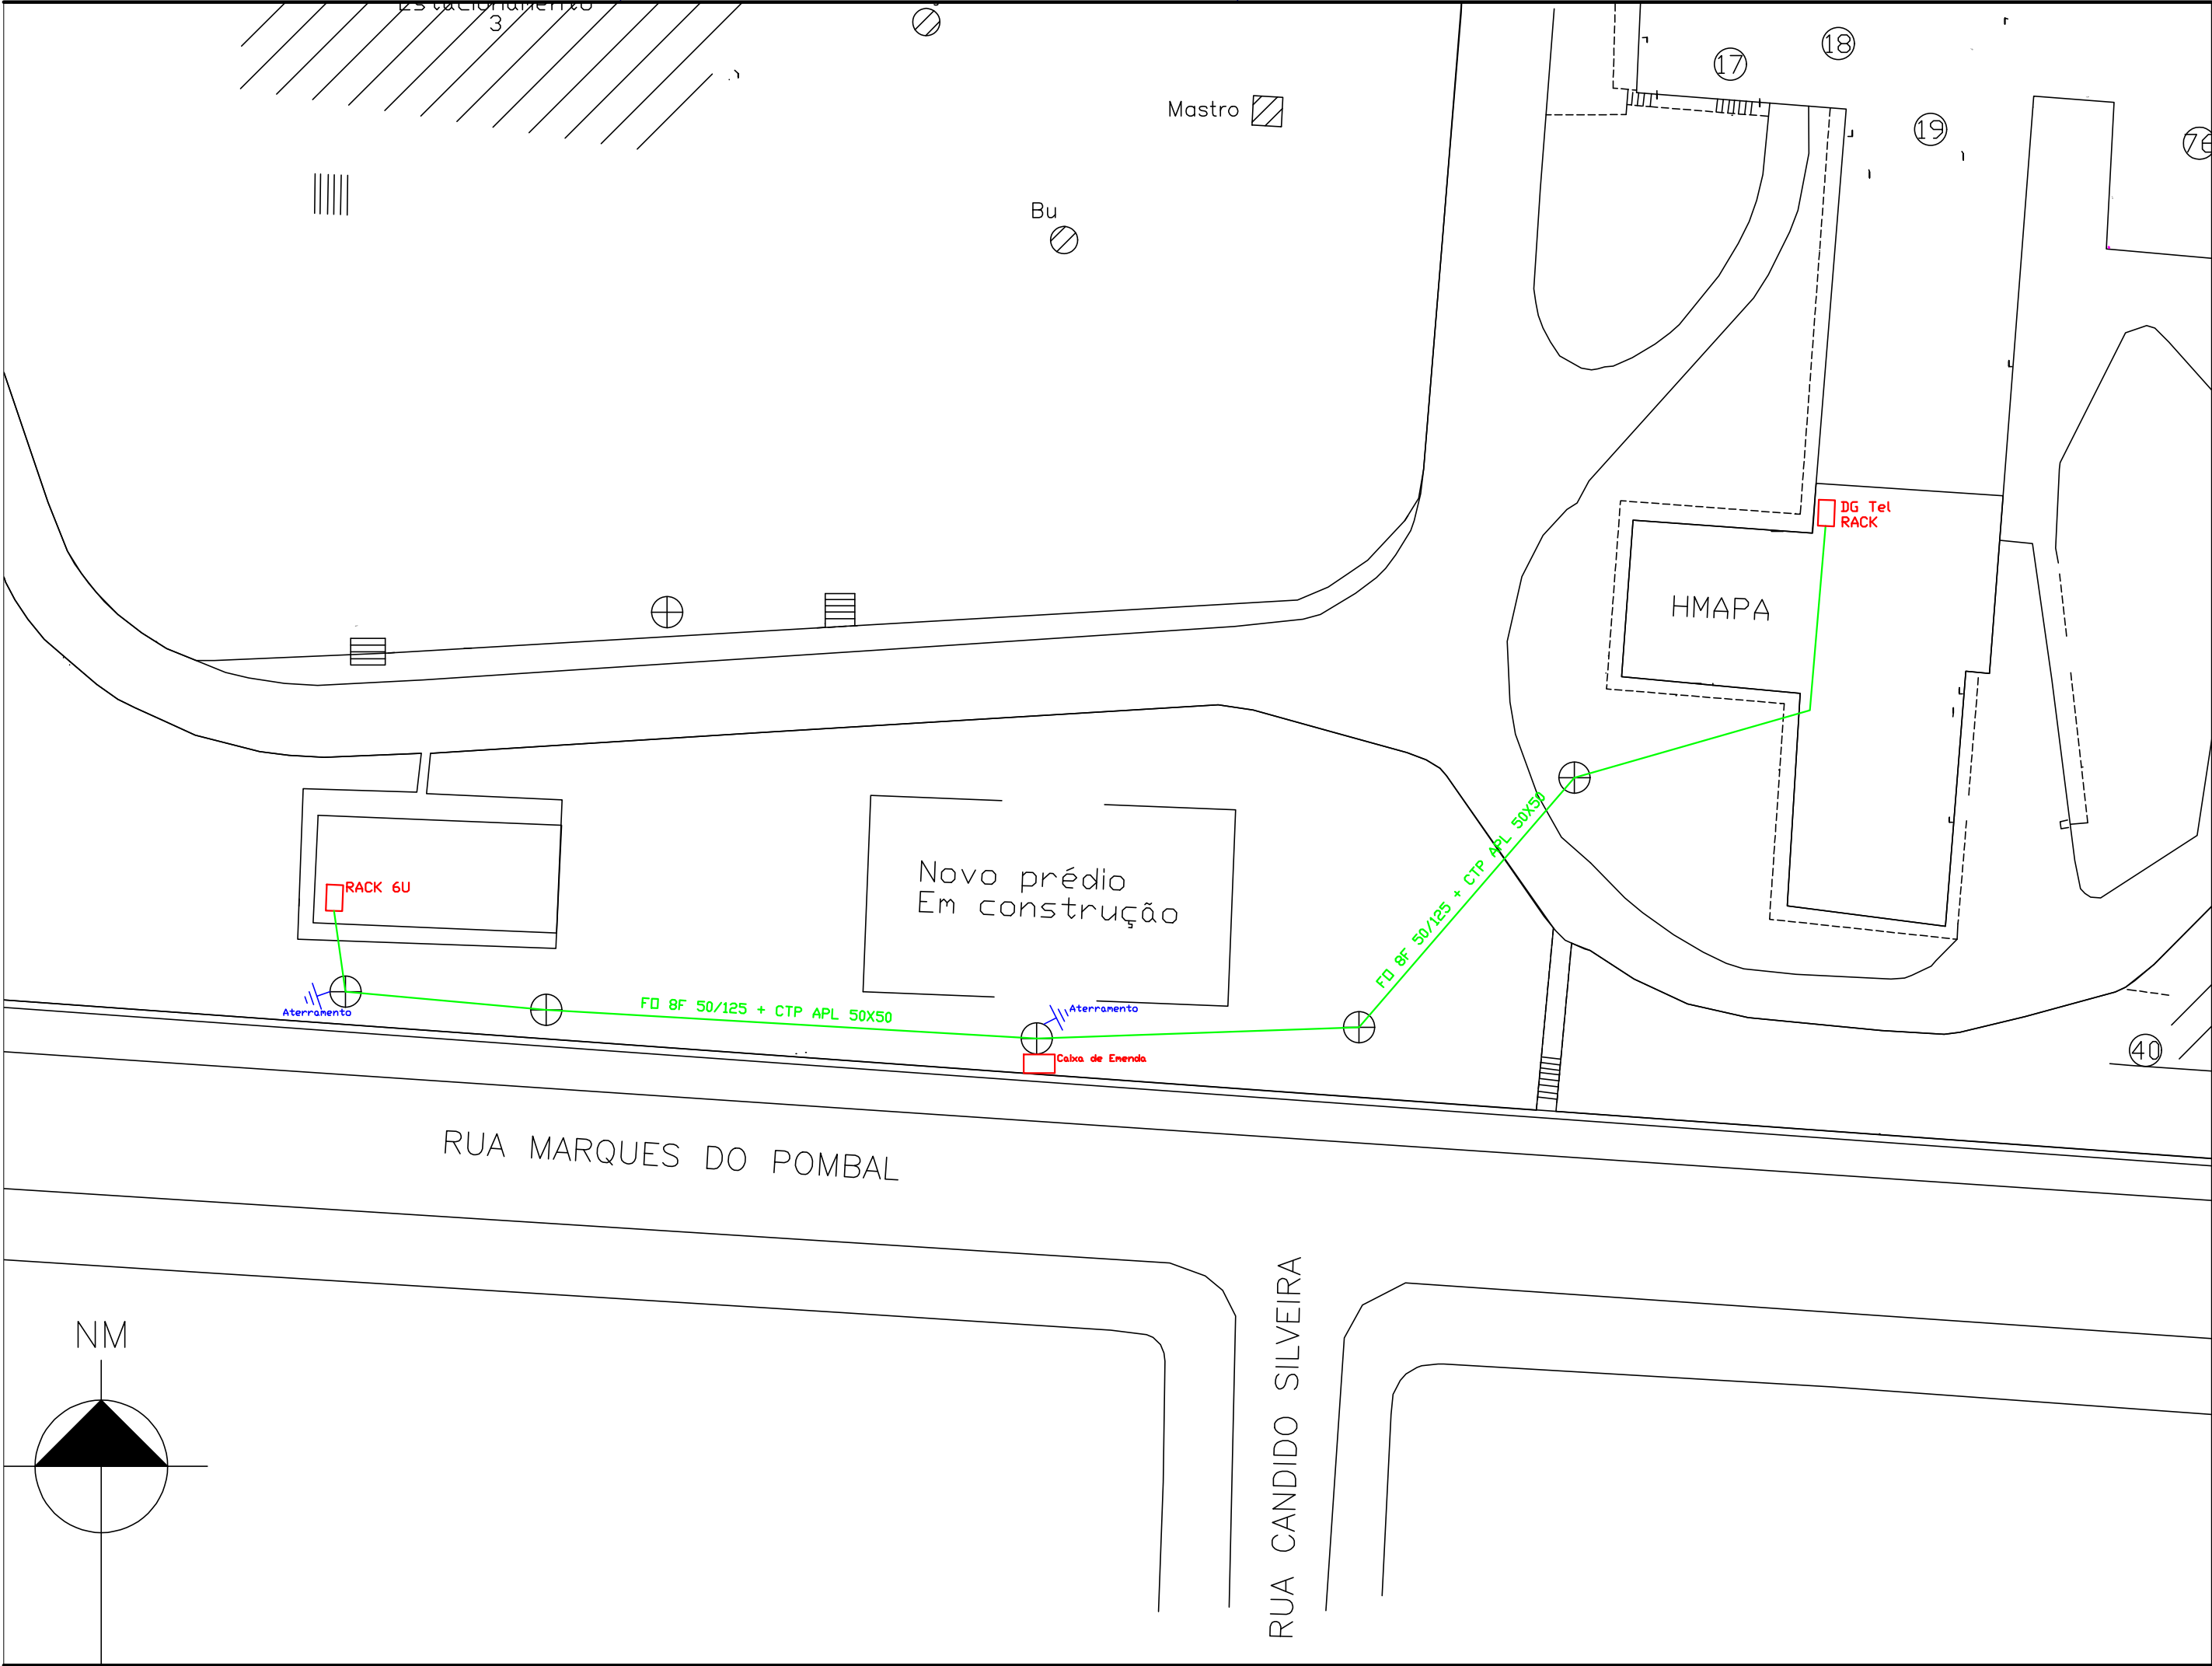 Estacionamento
3
18
17
Mastro
19
Bu
DG Tel
RACK
HMAPA
FO 8F 50/125 + CTP APL 50X50
Novo prédio
Em construção
RACK 6U
FO 8F 50/125 + CTP APL 50X50
Aterramento
Aterramento
Caixa de Emenda
40
RUA MARQUES DO POMBAL
RUA CANDIDO SILVEIRA
NM